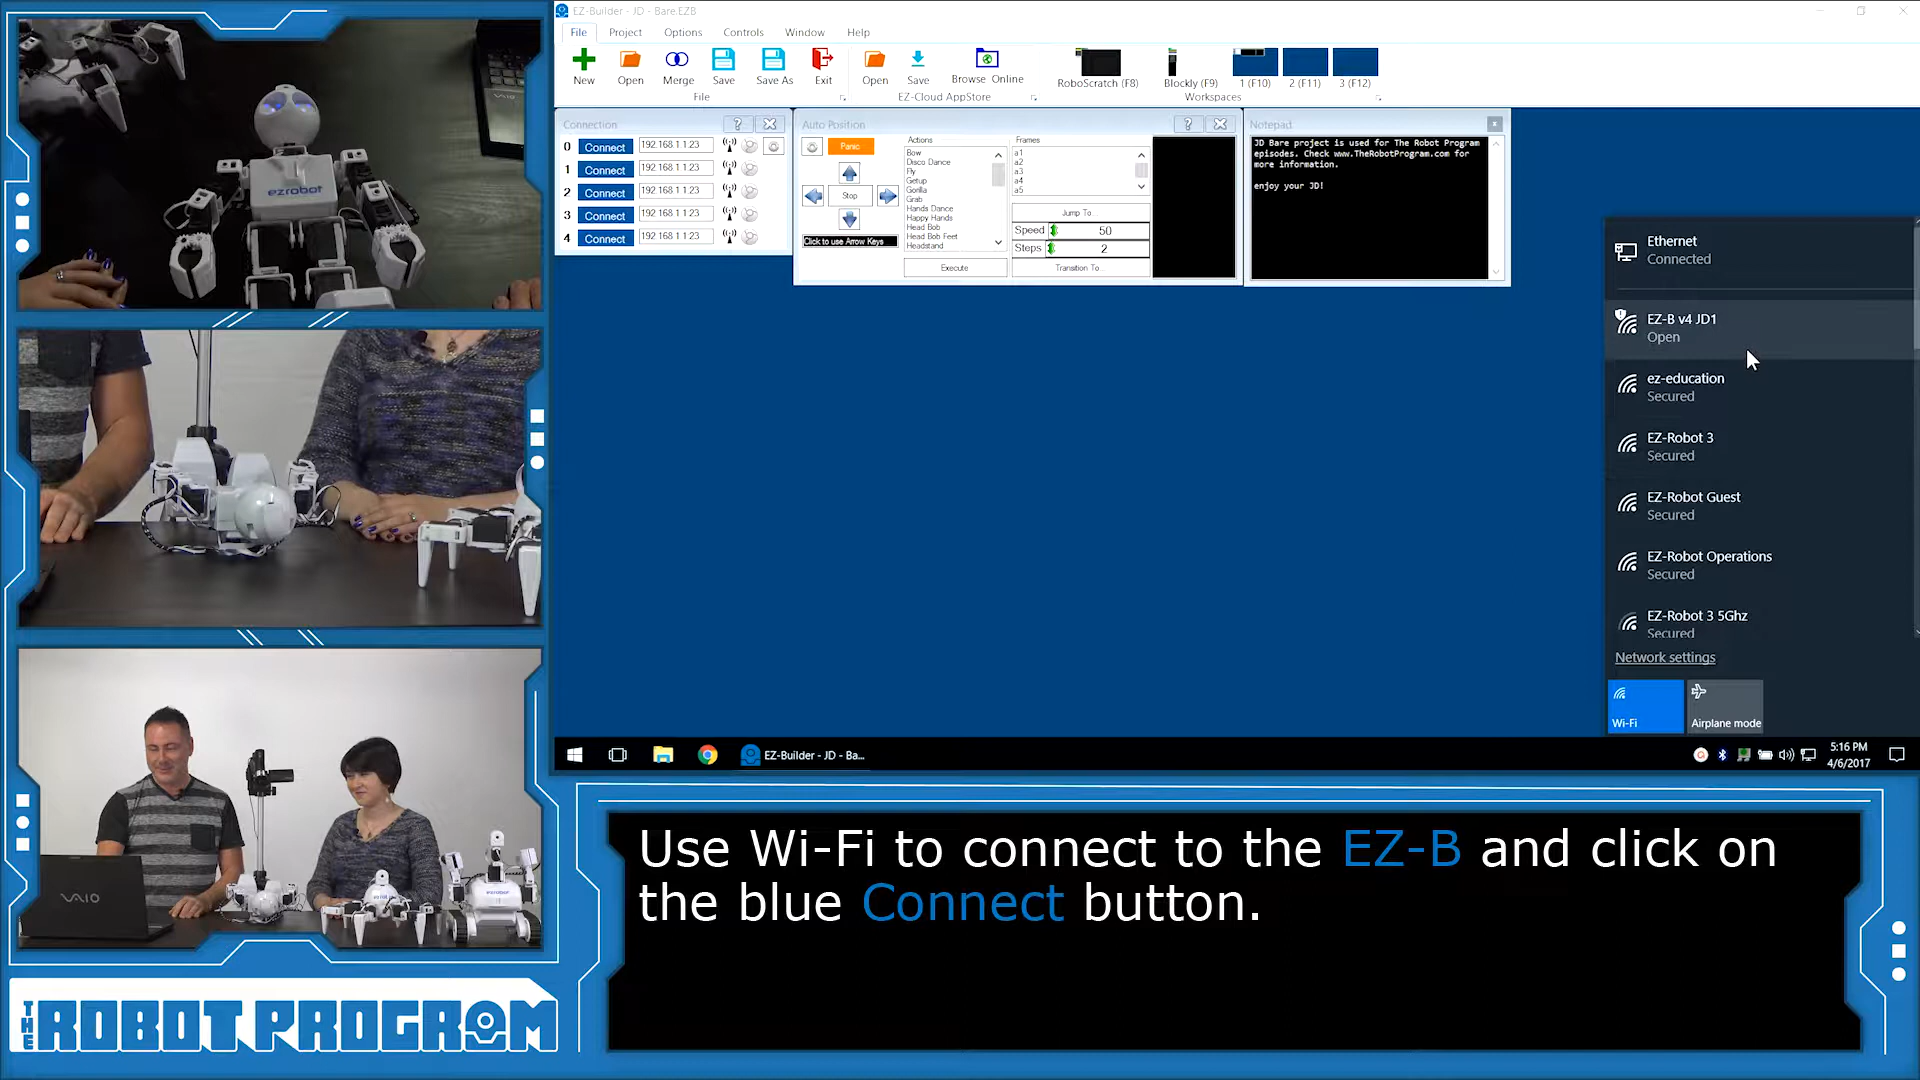 EZ-Builder - JD - Bare EZB
File Project Options Controls Window Help
New Open Merge Save Save As Exit Open Save Browse Online RoboScratch (F8) Blockly (F9) 1 (F10) 2 (F11) 3 (F12)
File EZ-Cloud AppStore Workspaces
Connection ?
0 Connect 192.168.1.1:23
1 Connect 192.168.1.1:23
2 Connect 192.168.1.1:23
3 Connect 192.168.1.1:23
4 Connect 192.168.1.1:23
Auto Position ?
Panic
Stop
Click to use Arrow Keys
Actions
Bow
Disco Dance
Fly
Getup
Gorilla
Grab
Hands Dance
Happy Hands
Head Bob
Head Bob Feet
Headstand
Execute
Frames
a1
a2
a3
a4
a5
Jump To...
Speed 50
Steps 2
Transition To...
Notepad
JD Bare project is used for The Robot Program
episodes. Check www.TheRobotProgram.com for
more information.
enjoy your JD!
Ethernet
Connected
EZ-B v4 JD1
Open
ez-education
Secured
EZ-Robot 3
Secured
EZ-Robot Guest
Secured
EZ-Robot Operations
Secured
EZ-Robot 3 5Ghz
Secured
Network settings
Wi-Fi
Airplane mode
EZ-Builder - JD - Ba...
5:16 PM
4/6/2017
VAIO
ezrobot
VAIO
ezrobot
Use Wi-Fi to connect to the EZ-B and click on
the blue Connect button.
THE ROBOT PROGRAM